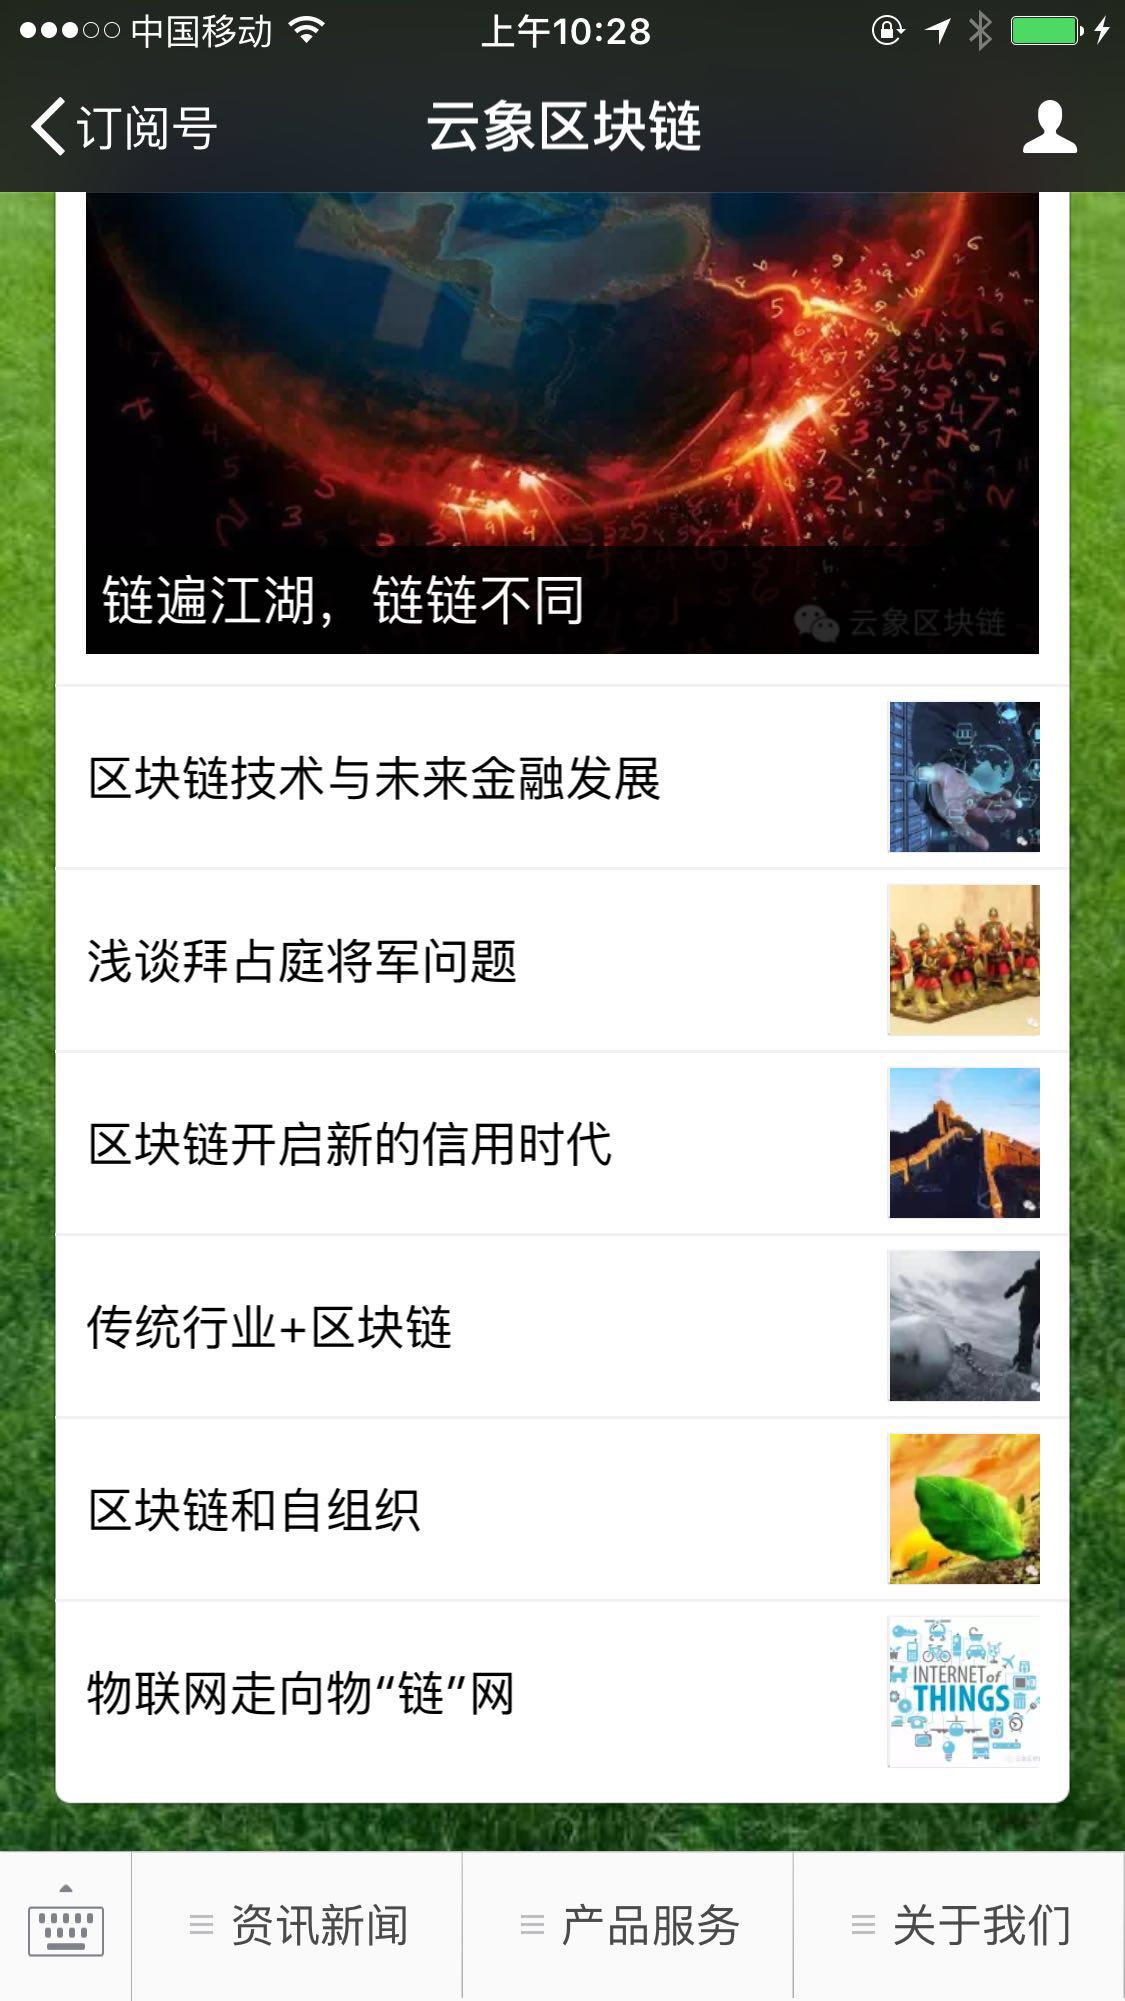 中国移动
上午10:28
订阅号
云象区块链
链遍江湖，链链不同
云象区块链
区块链技术与未来金融发展
浅谈拜占庭将军问题
区块链开启新的信用时代
传统行业+区块链
区块链和自组织
物联网走向物“链”网
INTERNET of
THINGS
资讯新闻
产品服务
关于我们